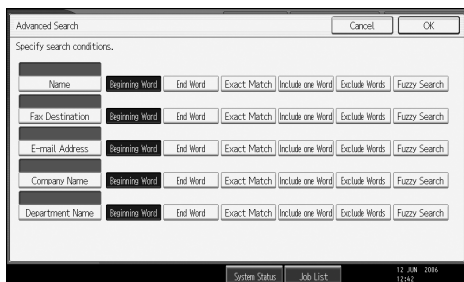 Advanced Search Cancel OK
Specify search conditions.
Name Beginning Word End Word Exact Match Include one Word Exclude Words Fuzzy Search
Fax Destination Beginning Word End Word Exact Match Include one Word Exclude Words Fuzzy Search
E-mail Address Beginning Word End Word Exact Match Include one Word Exclude Words Fuzzy Search
Company Name Beginning Word End Word Exact Match Include one Word Exclude Words Fuzzy Search
Department Name Beginning Word End Word Exact Match Include one Word Exclude Words Fuzzy Search
System Status Job List 12 JUN 2006
12:42